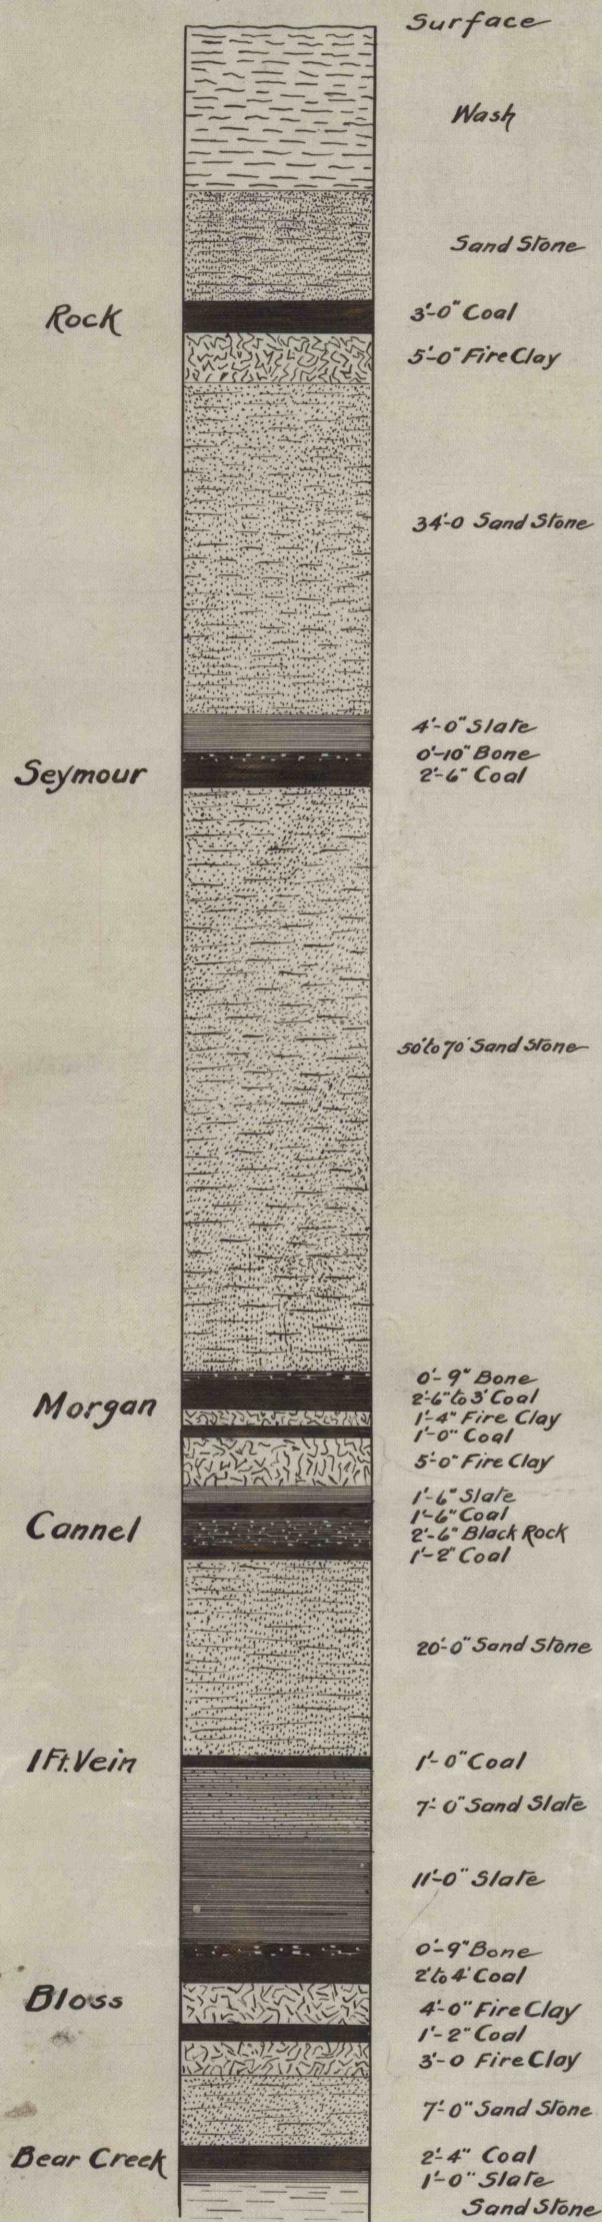 Surface
Wash
Sand Stone
Rock
3'-0" Coal
5'-0" Fire Clay
34'-0 Sand Stone
4'-0" Slate
0'-10" Bone
Seymour
2'-6" Coal
50' to 70' Sand Stone
0'-9" Bone
2'-6" to 3' Coal
Morgan
1'-4" Fire Clay
1'-0" Coal
5'-0" Fire Clay
1'-6" Slate
1'-6" Coal
Cannel
2'-6" Black Rock
1'-2" Coal
20'-0" Sand Stone
1 Ft. Vein
1'-0" Coal
7'-0" Sand Slate
11'-0" Slate
0'-9" Bone
2' to 4' Coal
Bloss
4'-0" Fire Clay
1'-2" Coal
3'-0 Fire Clay
7'-0" Sand Stone
Bear Creek
2'-4" Coal
1'-0" Slate
Sand Stone